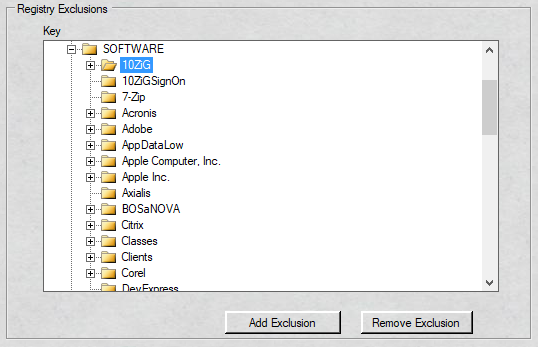 Registry Exclusions
Key
SOFTWARE
10ZiG
10ZiGSignOn
7-Zip
Acronis
Adobe
AppDataLow
Apple Computer, Inc.
Apple Inc.
Axialis
BOSaNOVA
Citrix
Classes
Clients
Corel
DevExpress
Add Exclusion
Remove Exclusion